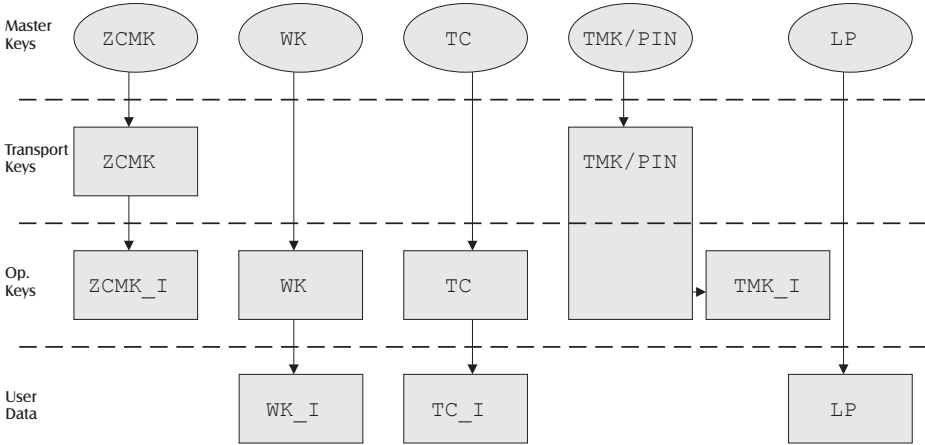 Master
Keys
ZCMK
WK
TC
TMK/PIN
LP
Transport
Keys
ZCMK
TMK/PIN
Op.
Keys
ZCMK_I
WK
TC
TMK_I
User
Data
WK_I
TC_I
LP